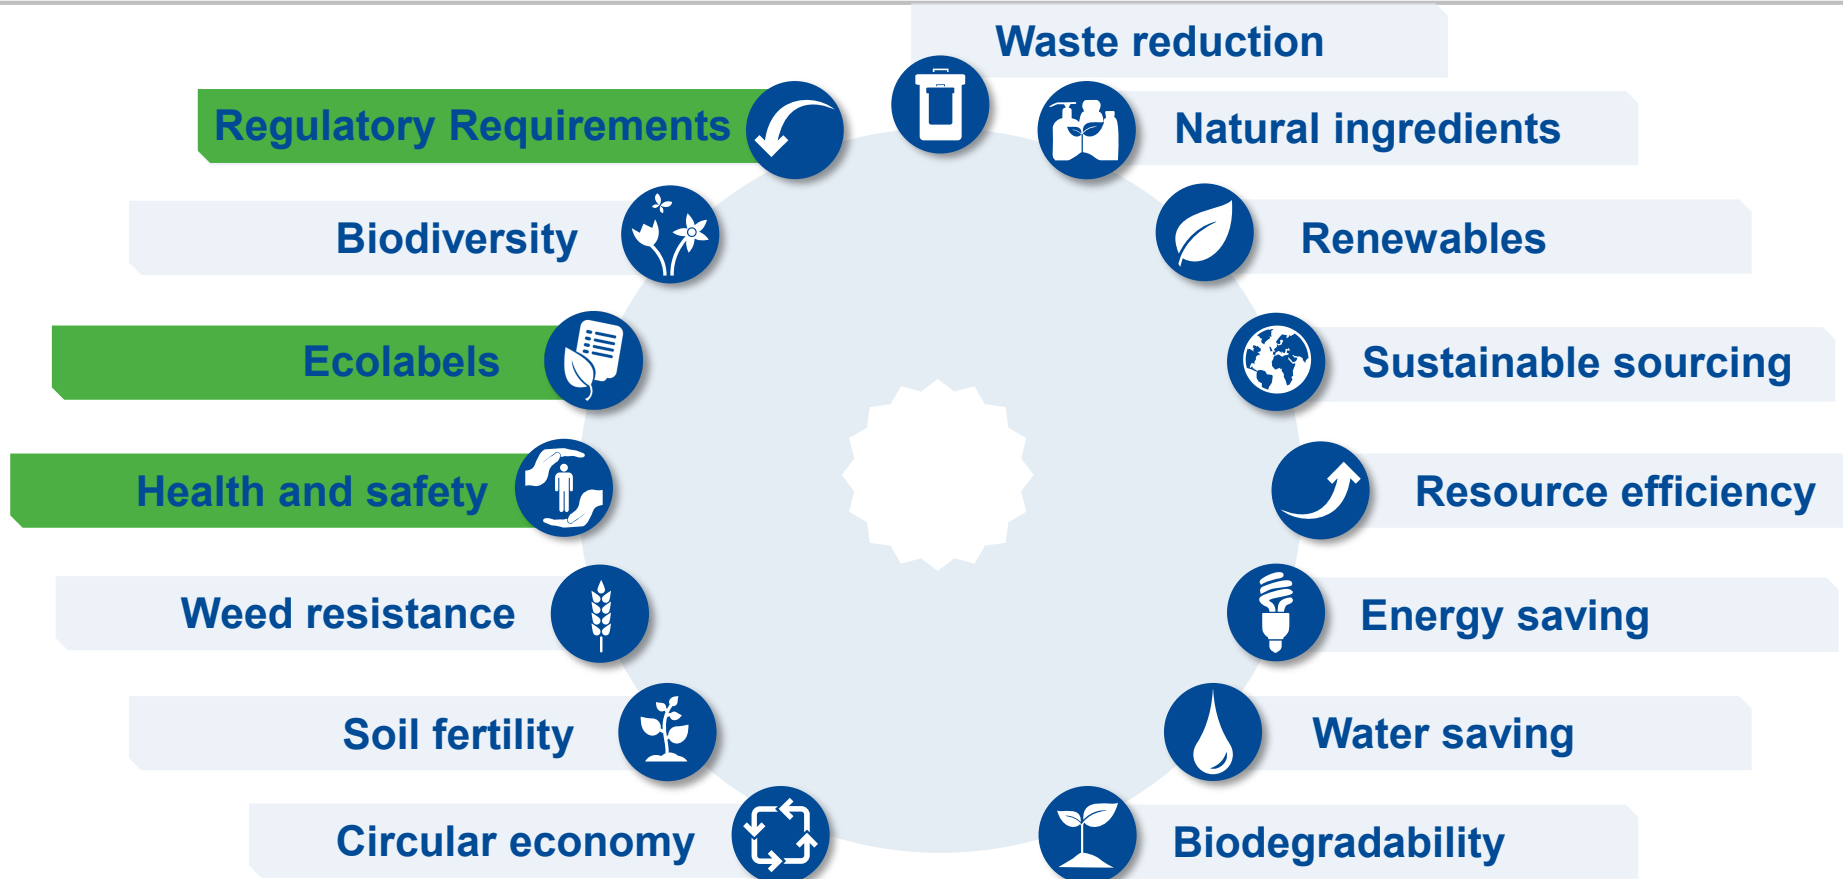 Waste reduction
Regulatory Requirements
Natural ingredients
Biodiversity
Renewables
Ecolabels
Sustainable sourcing
Health and safety
Resource efficiency
Weed resistance
Energy saving
Soil fertility
Water saving
Circular economy
Biodegradability